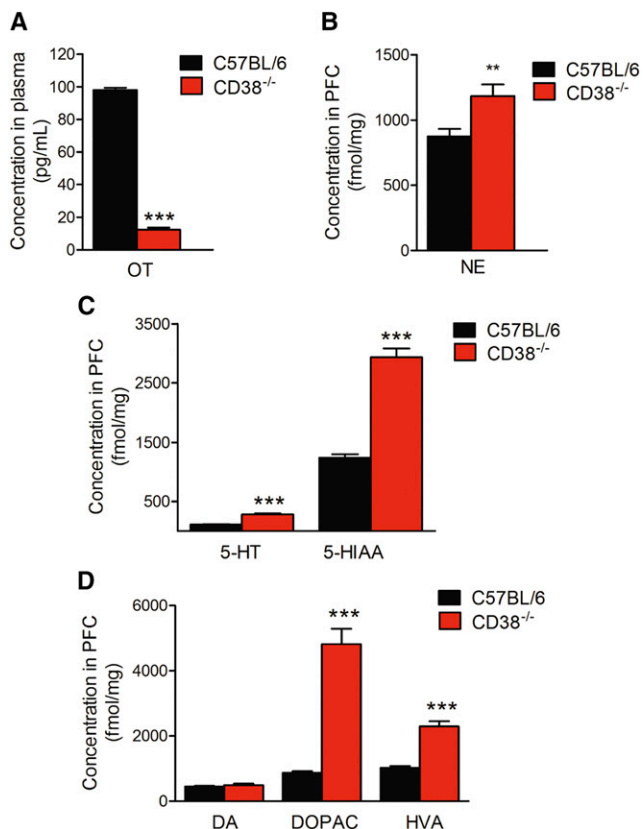 A
C57BL/6
CD38-/-
Concentration in plasma
(pg/mL)
120
100
80
60
40
20
0
***
OT
B
C57BL/6
CD38-/-
Concentration in PFC
(fmol/mg)
1500
1000
500
0
**
NE
C
C57BL/6
CD38-/-
Concentration in PFC
(fmol/mg)
3500
2500
1500
500
***
***
5-HT
5-HIAA
D
C57BL/6
CD38-/-
Concentration in PFC
(fmol/mg)
6000
4000
2000
0
***
***
DA
DOPAC
HVA